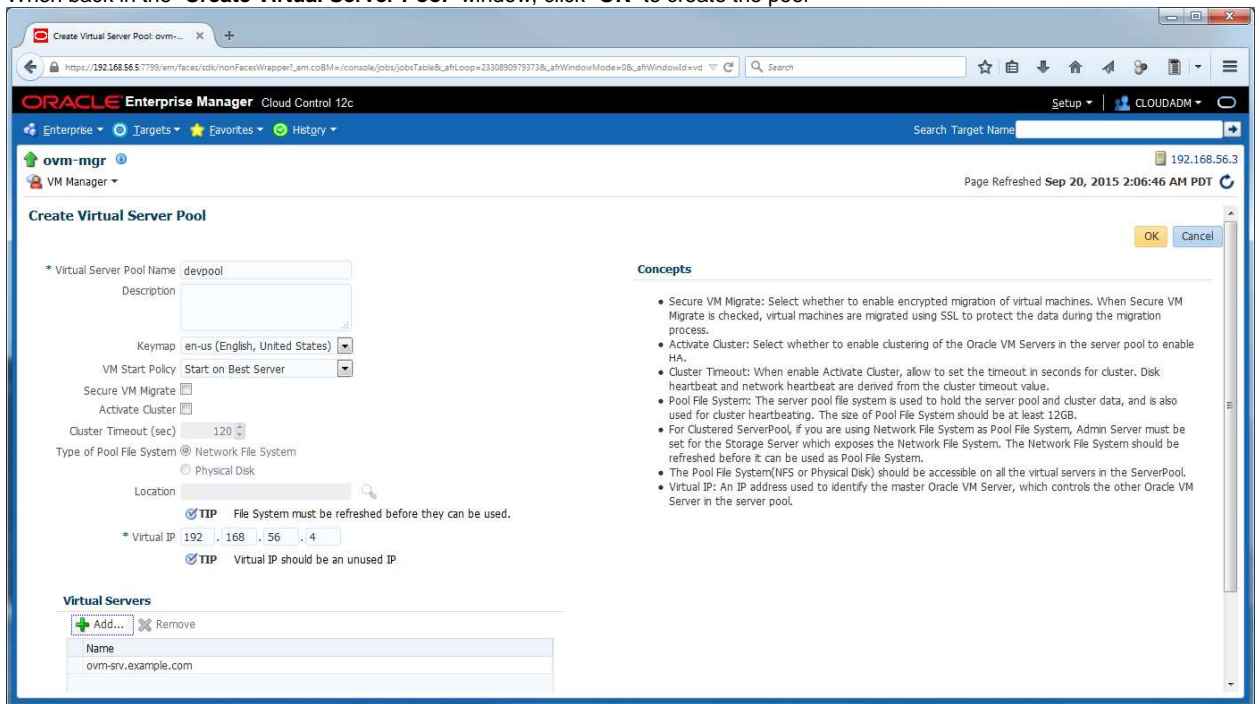 When back in the "Create Virtual Server Pool" window, click "OK" to create the pool
Create Virtual Server Pool: ovm-...
https://192.168.56.5:7799/em/faces/sdk/nonFacesWrapper?_em.coBM=/console/jobs/jobsTable&_afrLoop=2330890979373&_afrWindowMode=0&_afrWindowId=vd
Search
ORACLE Enterprise Manager Cloud Control 12c
Setup
CLOUDADM
Enterprise Targets Favorites History
Search Target Name
ovm-mgr
192.168.56.3
VM Manager
Page Refreshed Sep 20, 2015 2:06:46 AM PDT
Create Virtual Server Pool
OK Cancel
* Virtual Server Pool Name devpool
Description
Keymap en-us (English, United States)
VM Start Policy Start on Best Server
Secure VM Migrate
Activate Cluster
Cluster Timeout (sec) 120
Type of Pool File System Network File System
Physical Disk
Location
TIP File System must be refreshed before they can be used.
* Virtual IP 192 . 168 . 56 . 4
TIP Virtual IP should be an unused IP
Concepts
• Secure VM Migrate: Select whether to enable encrypted migration of virtual machines. When Secure VM
Migrate is checked, virtual machines are migrated using SSL to protect the data during the migration
process.
• Activate Cluster: Select whether to enable clustering of the Oracle VM Servers in the server pool to enable
HA.
• Cluster Timeout: When enable Activate Cluster, allow to set the timeout in seconds for cluster. Disk
heartbeat and network heartbeat are derived from the cluster timeout value.
• Pool File System: The server pool file system is used to hold the server pool and cluster data, and is also
used for cluster heartbeating. The size of Pool File System should be at least 12GB.
• For Clustered ServerPool, if you are using Network File System as Pool File System, Admin Server must be
set for the Storage Server which exposes the Network File System. The Network File System should be
refreshed before it can be used as Pool File System.
• The Pool File System(NFS or Physical Disk) should be accessible on all the virtual servers in the ServerPool.
• Virtual IP: An IP address used to identify the master Oracle VM Server, which controls the other Oracle VM
Server in the server pool.
Virtual Servers
Add... Remove
Name
ovm-srv.example.com